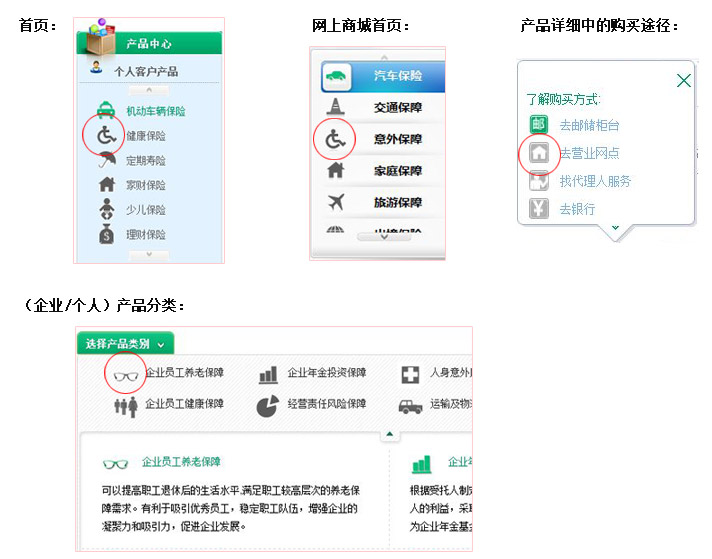 首页：
网上商城首页：
产品详细中的购买途径：
产品中心
个人客户产品
机动车辆保险
健康保险
定期寿险
家财保险
少儿保险
理财保险
汽车保险
交通保障
意外保障
家庭保障
旅游保障
了解购买方式:
邮 去邮储柜台
去营业网点
找代理人服务
¥ 去银行
（企业/个人）产品分类：
选择产品类别
企业员工养老保障 企业年金投资保障 人身意外
企业员工健康保障 经营责任风险保障 运输及物
企业员工养老保障 企业年
可以提高职工退休后的生活水平,满足职工较高层次的养老保
障需求。有利于吸引优秀员工，稳定职工队伍，增强企业的
凝聚力和吸引力，促进企业发展。
根据受托人制
人的利益，采
为企业年金基